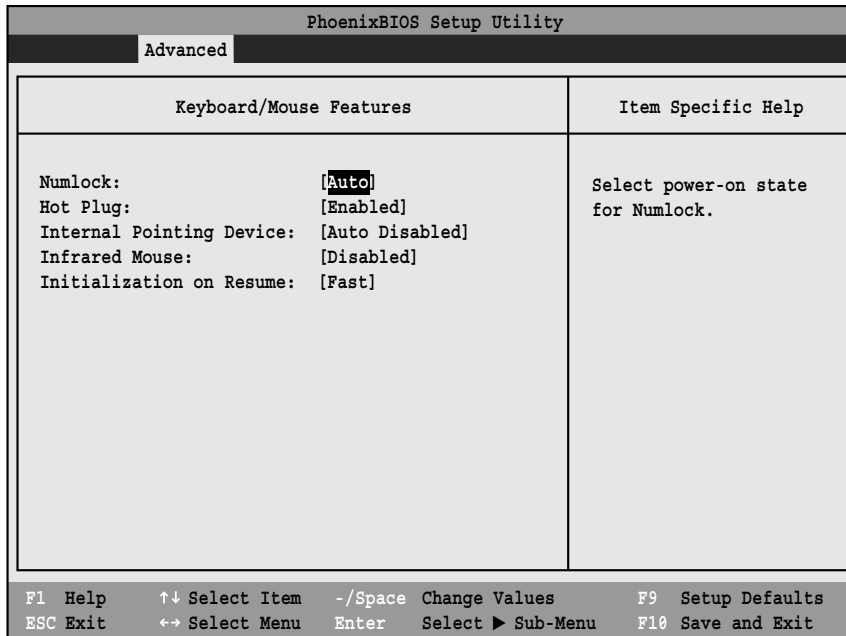 PhoenixBIOS Setup Utility
Advanced
Keyboard/Mouse Features
Item Specific Help
Numlock: [Auto]
Hot Plug: [Enabled]
Internal Pointing Device: [Auto Disabled]
Infrared Mouse: [Disabled]
Initialization on Resume: [Fast]
Select power-on state
for Numlock.
F1 Help ↑↓ Select Item -/Space Change Values F9 Setup Defaults
ESC Exit ←→ Select Menu Enter Select ▶ Sub-Menu F10 Save and Exit